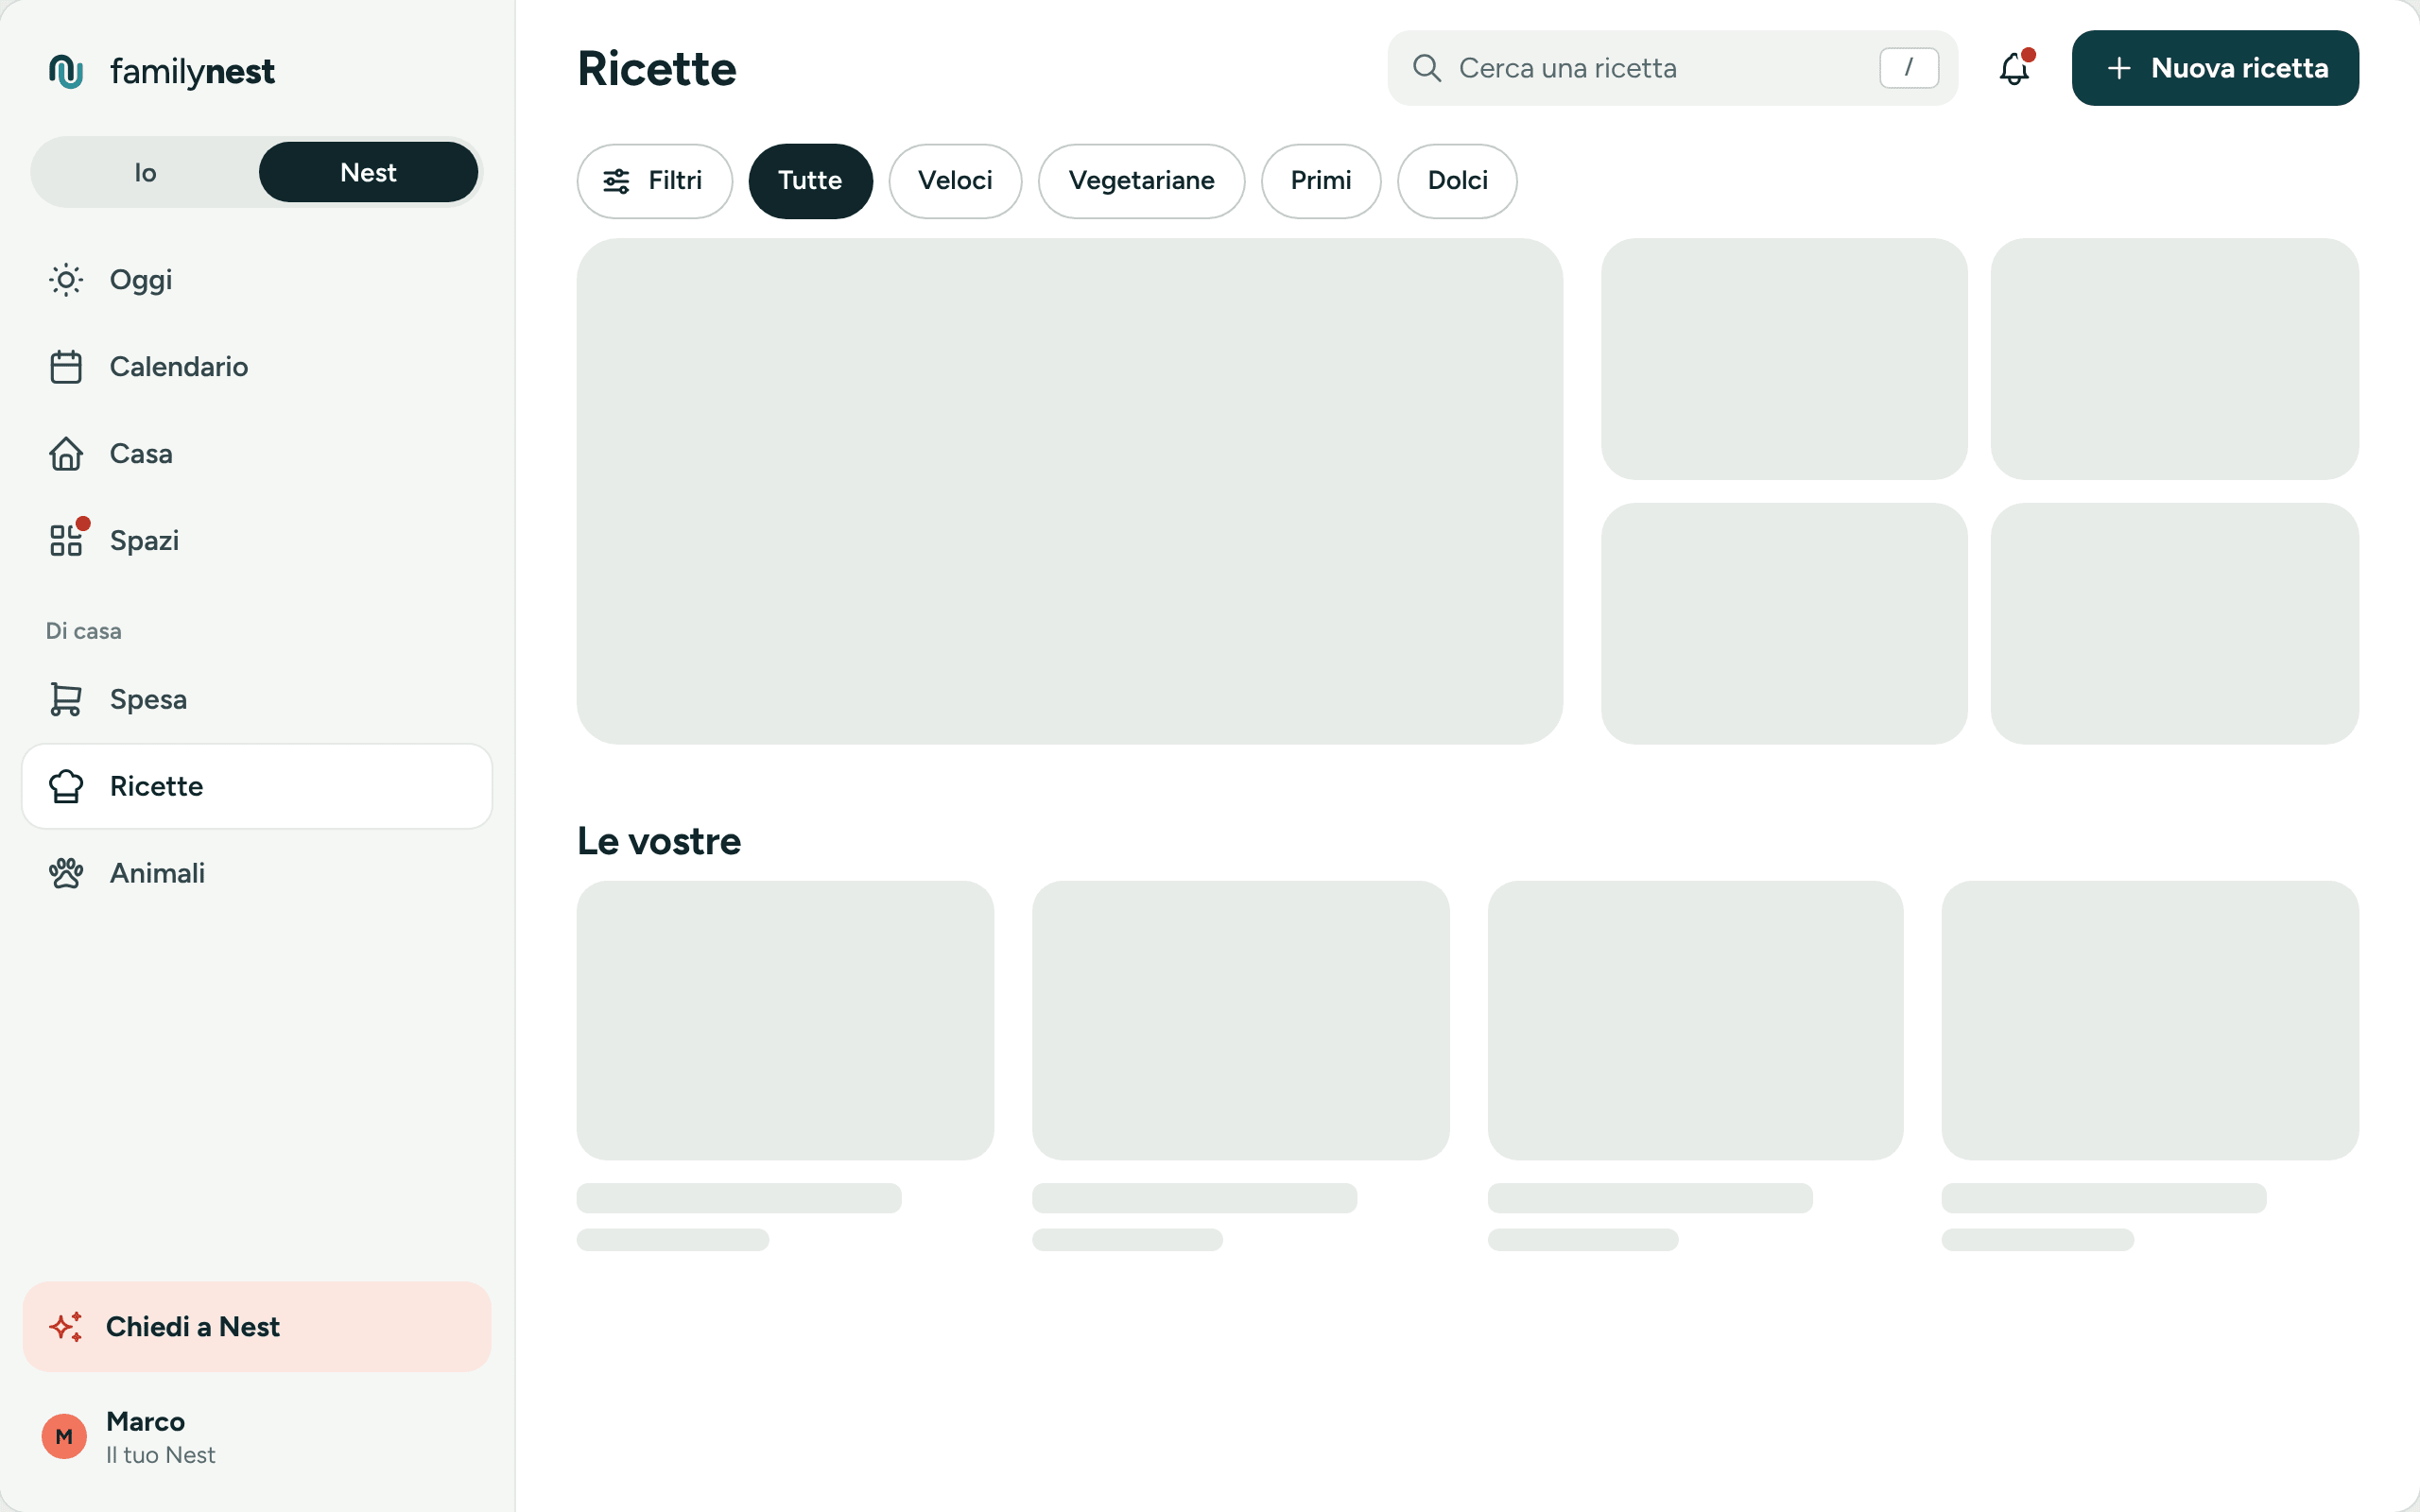 familynest
Io
Nest
Oggi
Calendario
Casa
Spazi
Di casa
Spesa
Ricette
Animali
Chiedi a Nest
M
Marco
Il tuo Nest
Ricette
Cerca una ricetta
/
Nuova ricetta
Filtri
Tutte
Veloci
Vegetariane
Primi
Dolci
Le vostre